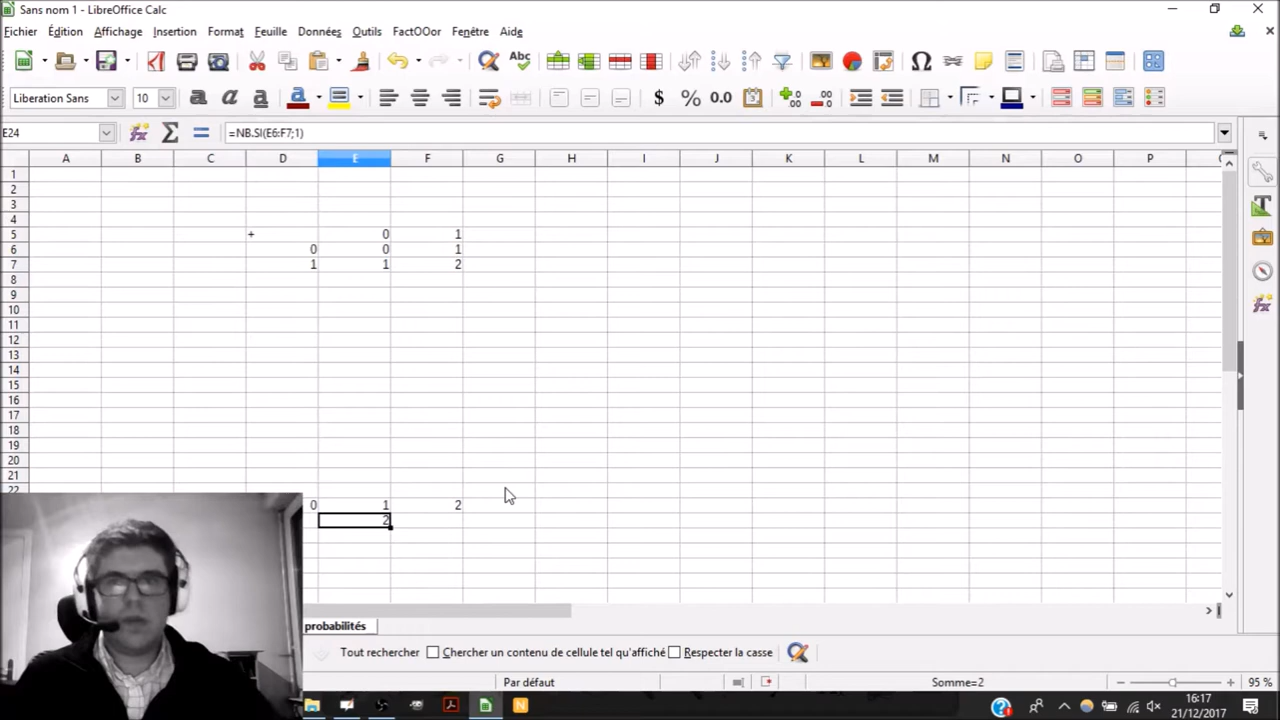 Sans nom 1 - LibreOffice Calc
Fichier Édition Affichage Insertion Format Feuille Données Outils FactOOor Fenêtre Aide
Liberation Sans 10
E24 =NB.SI(E6:F7;1)
A B C D E F G H I J K L M N O P
1
2
3
4
5 + 0 1
6 0 0 1
7 1 1 2
8
9
10
11
12
13
14
15
16
17
18
19
20
21
22
0 1 2
2
probabilités
Tout rechercher Chercher un contenu de cellule tel qu'affiché Respecter la casse
Par défaut Somme=2 95 %
16:17
21/12/2017